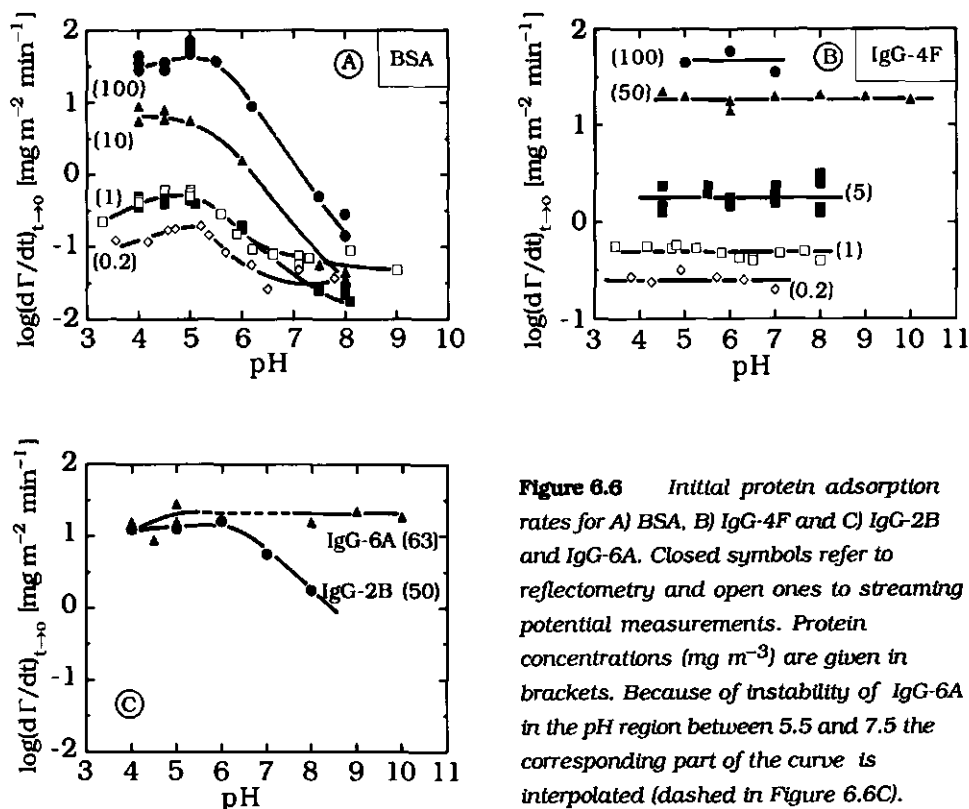 log(dΓ/dt)t→o [mg m⁻² min⁻¹]
2
1
0
-1
-2
(100)
(10)
(1)
(0.2)
A
BSA
3 4 5 6 7 8 9 10 11
pH
log(dΓ/dt)t→o [mg m⁻² min⁻¹]
2
1
0
-1
(100)
(50)
(5)
(1)
(0.2)
B
IgG-4F
3 4 5 6 7 8 9 10 11
pH
log(dΓ/dt)t→o [mg m⁻² min⁻¹]
2
1
0
-1
-2
IgG-6A (63)
IgG-2B (50)
C
3 4 5 6 7 8 9 10 11
pH
Figure 6.6 Initial protein adsorption
rates for A) BSA, B) IgG-4F and C) IgG-2B
and IgG-6A. Closed symbols refer to
reflectometry and open ones to streaming
potential measurements. Protein
concentrations (mg m⁻³) are given in
brackets. Because of instability of IgG-6A
in the pH region between 5.5 and 7.5 the
corresponding part of the curve is
interpolated (dashed in Figure 6.6C).